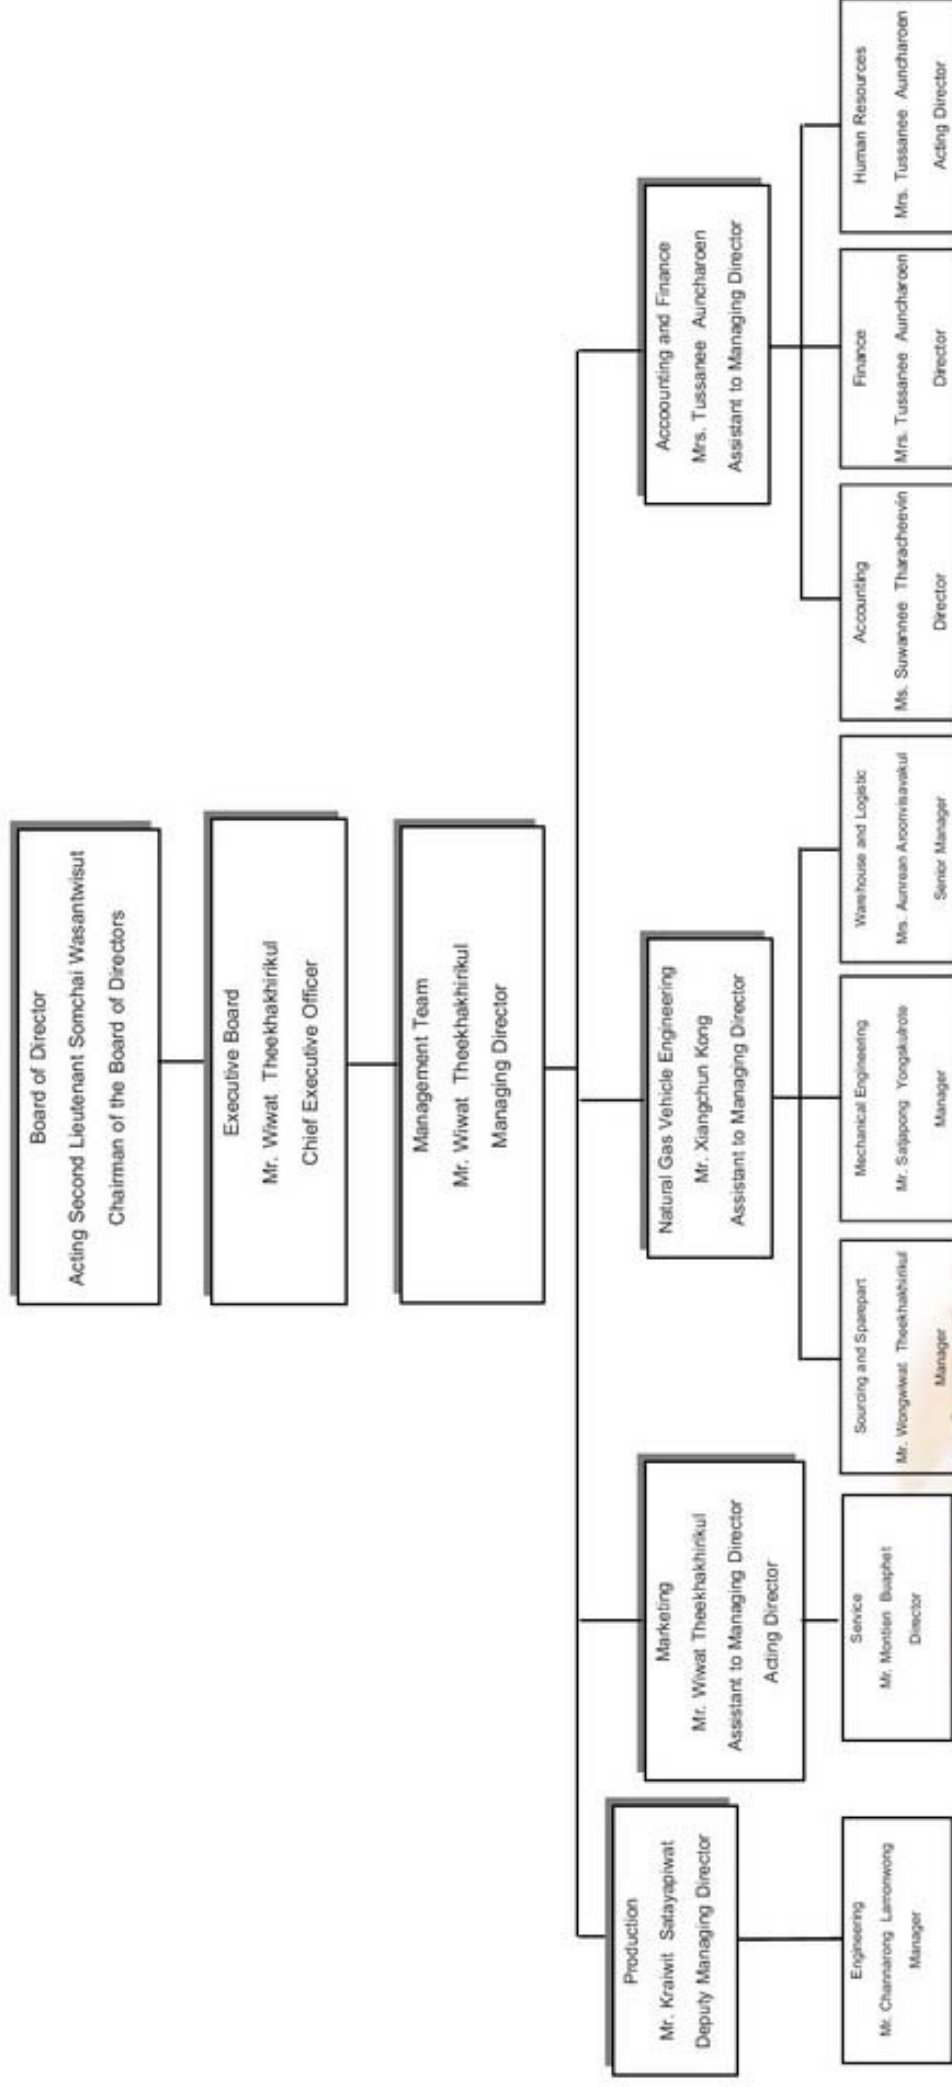 Board of Director
Acting Second Lieutenant Somchai Wasantwisut
Chairman of the Board of Directors
Executive Board
Mr. Wiwat Theekhakhirikul
Chief Executive Officer
Management Team
Mr. Wiwat Theekhakhirikul
Managing Director
Production
Mr. Kraiwit Satayapiwat
Deputy Managing Director
Marketing
Mr. Wiwat Theekhakhirikul
Assistant to Managing Director
Acting Director
Natural Gas Vehicle Engineering
Mr. Xiangchun Kong
Assistant to Managing Director
Accounting and Finance
Mrs. Tussanee Auncharoen
Assistant to Managing Director
Engineering
Mr. Channarong Lamonwong
Manager
Service
Mr. Montien Buaphet
Director
Sourcing and Sparepart
Mr. Wongwiwat Theekhakhirikul
Manager
Mechanical Engineering
Mr. Satjapong Yongskulrote
Manager
Warehouse and Logistic
Mrs. Aunrean Aroonvisavakul
Senior Manager
Accounting
Ms. Suwannee Tharacheevin
Director
Finance
Mrs. Tussanee Auncharoen
Director
Human Resources
Mrs. Tussanee Auncharoen
Acting Director